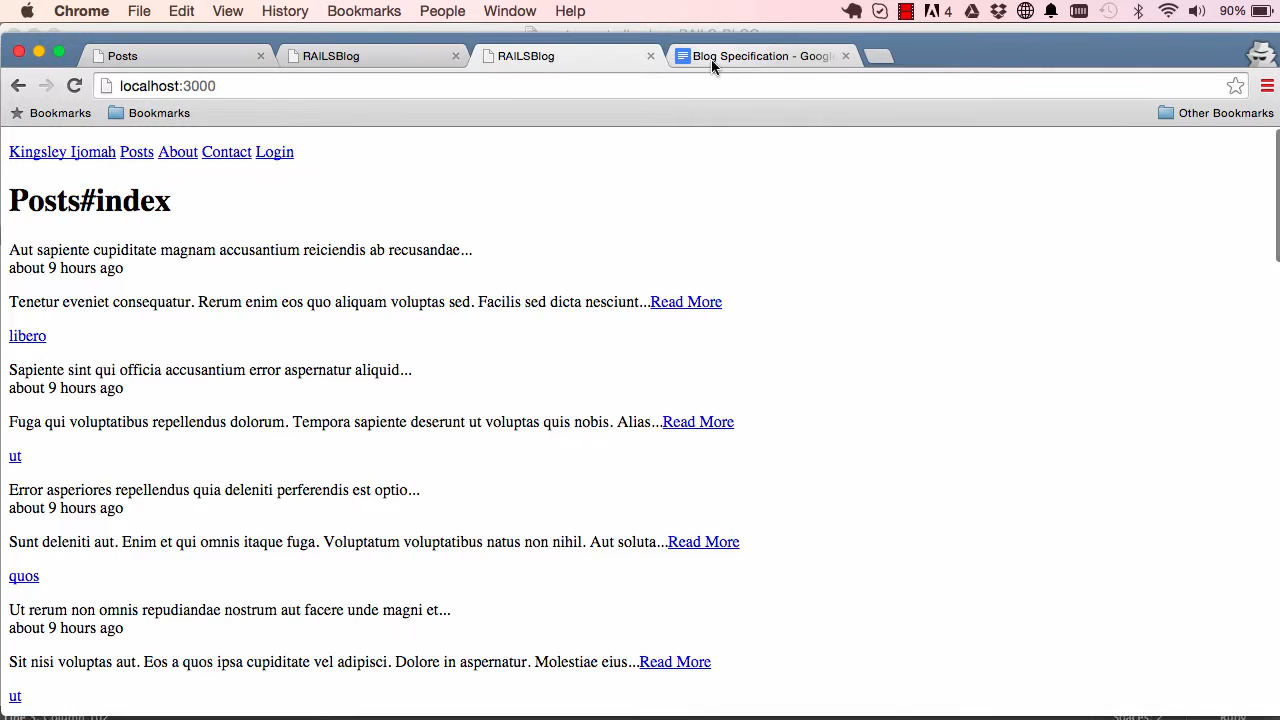 Chrome File Edit View History Bookmarks People Window Help 4 90%
Posts RAILSBlog RAILSBlog Blog Specification - Google
localhost:3000
Bookmarks Bookmarks Other Bookmarks
Kingsley Ijomah Posts About Contact Login
Posts#index
Aut sapiente cupiditate magnam accusantium reiciendis ab recusandae...
about 9 hours ago
Tenetur eveniet consequatur. Rerum enim eos quo aliquam voluptas sed. Facilis sed dicta nesciunt...Read More
libero
Sapiente sint qui officia accusantium error aspernatur aliquid...
about 9 hours ago
Fuga qui voluptatibus repellendus dolorum. Tempora sapiente deserunt ut voluptas quis nobis. Alias...Read More
ut
Error asperiores repellendus quia deleniti perferendis est optio...
about 9 hours ago
Sunt deleniti aut. Enim et qui omnis itaque fuga. Voluptatum voluptatibus natus non nihil. Aut soluta...Read More
quos
Ut rerum non omnis repudiandae nostrum aut facere unde magni et...
about 9 hours ago
Sit nisi voluptas aut. Eos a quos ipsa cupiditate vel adipisci. Dolore in aspernatur. Molestiae eius...Read More
ut